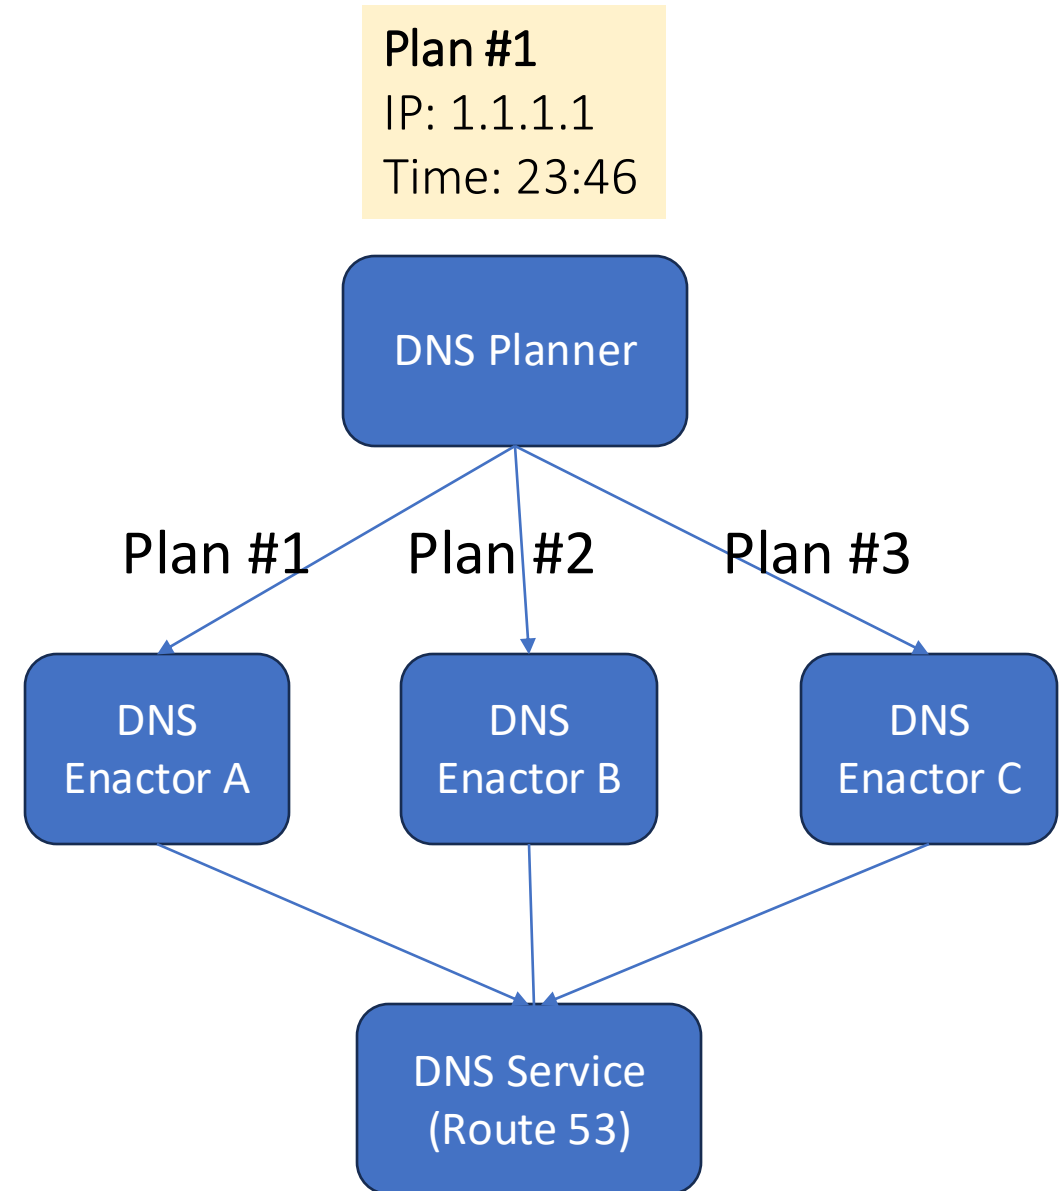 Plan #1
IP: 1.1.1.1
Time: 23:46
DNS Planner
Plan #1
Plan #2
Plan #3
DNS
Enactor A
DNS
Enactor B
DNS
Enactor C
DNS Service
(Route 53)